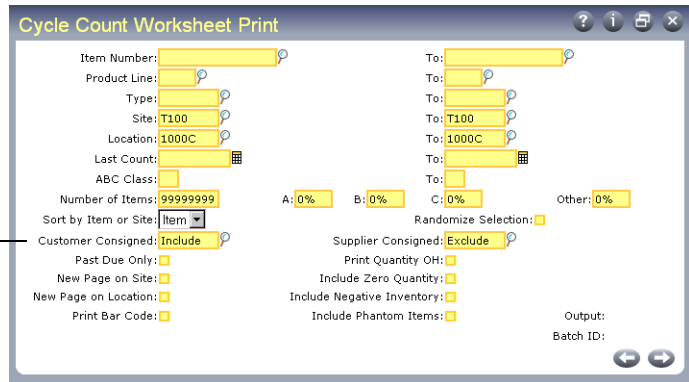 Cycle Count Worksheet Print
Item Number: To:
Product Line: To:
Type: To:
Site: T100 To: T100
Location: 1000C To: 1000C
Last Count: To:
ABC Class: To:
Number of Items: 99999999 A: 0% B: 0% C: 0% Other: 0%
Sort by Item or Site: Item Randomize Selection:
Customer Consigned: Include Supplier Consigned: Exclude
Past Due Only: Print Quantity OH:
New Page on Site: Include Zero Quantity:
New Page on Location: Include Negative Inventory:
Print Bar Code: Include Phantom Items: Output:
Batch ID: